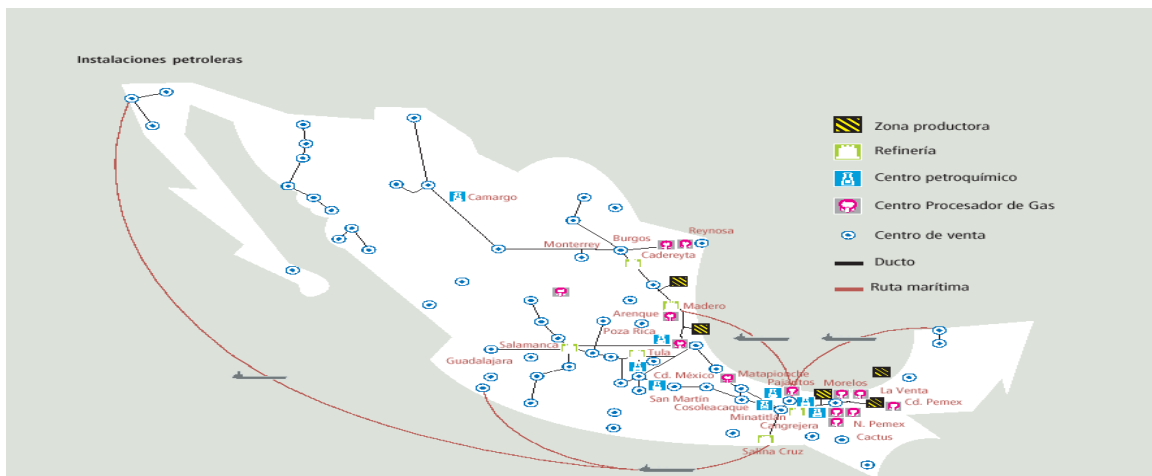 Instalaciones petroleras
Zona productora
Refinería
Centro petroquímico
Centro Procesador de Gas
Centro de venta
Ducto
Ruta marítima
Camargo
Reynosa
Burgos
Monterrey
Cadereyta
Madero
Arenque
Poza Rica
Salamanca
Tula
Guadalajara
Cd. México
Matapionche
San Martín
Pajaritos
Morelos
La Venta
Cosoleacaque
Cd. Pemex
Minatitlán
Cangrejera
N. Pemex
Cactus
Salina Cruz